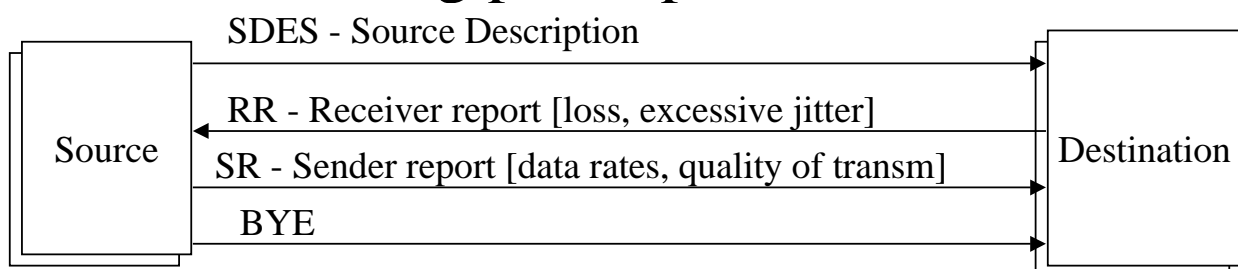 SDES - Source Description
RR - Receiver report [loss, excessive jitter]
Source
Destination
SR - Sender report [data rates, quality of transm]
BYE